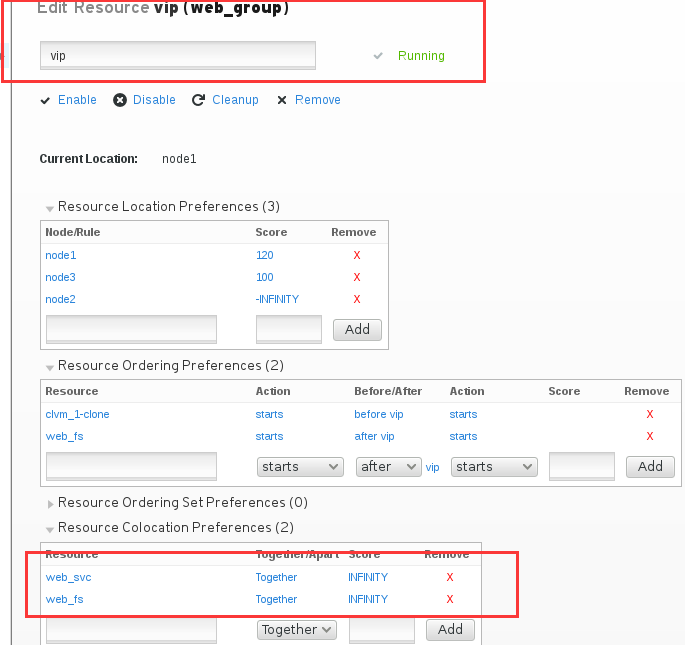 Edit Resource vip (web_group)
vip Running
Enable Disable Cleanup Remove
Current Location: node1
Resource Location Preferences (3)
Node/Rule Score Remove
node1 120 X
node3 100 X
node2 -INFINITY X
Add
Resource Ordering Preferences (2)
Resource Action Before/After Action Score Remove
clvm_1-clone starts before vip starts X
web_fs starts after vip starts X
starts after vip starts Add
Resource Ordering Set Preferences (0)
Resource Colocation Preferences (2)
Resource Together/Apart Score Remove
web_svc Together INFINITY X
web_fs Together INFINITY X
Together Add